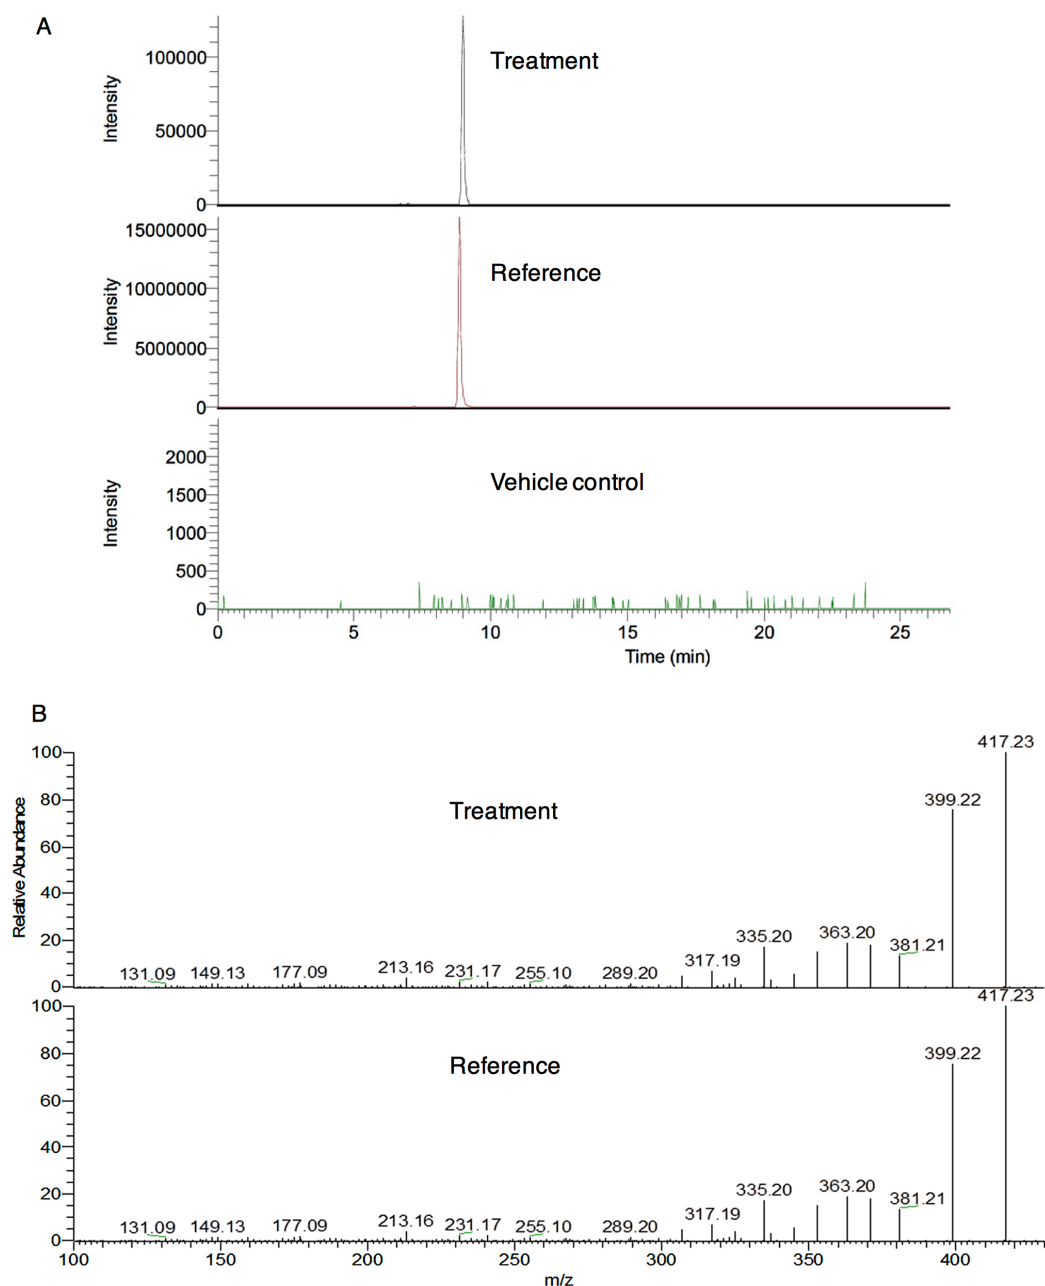 A
Treatment
Intensity
100000
50000
0
Reference
Intensity
15000000
10000000
5000000
0
Vehicle control
Intensity
2000
1500
1000
500
0
0 5 10 15 20 25
Time (min)
B
Treatment
Relative Abundance
100
80
60
40
20
0
131.09 149.13 177.09 213.16 231.17 255.10 289.20 317.19 335.20 363.20 381.21 399.22 417.23
Reference
100
80
60
40
20
0
131.09 149.13 177.09 213.16 231.17 255.10 289.20 317.19 335.20 363.20 381.21 399.22 417.23
100 150 200 250 300 350 400
m/z